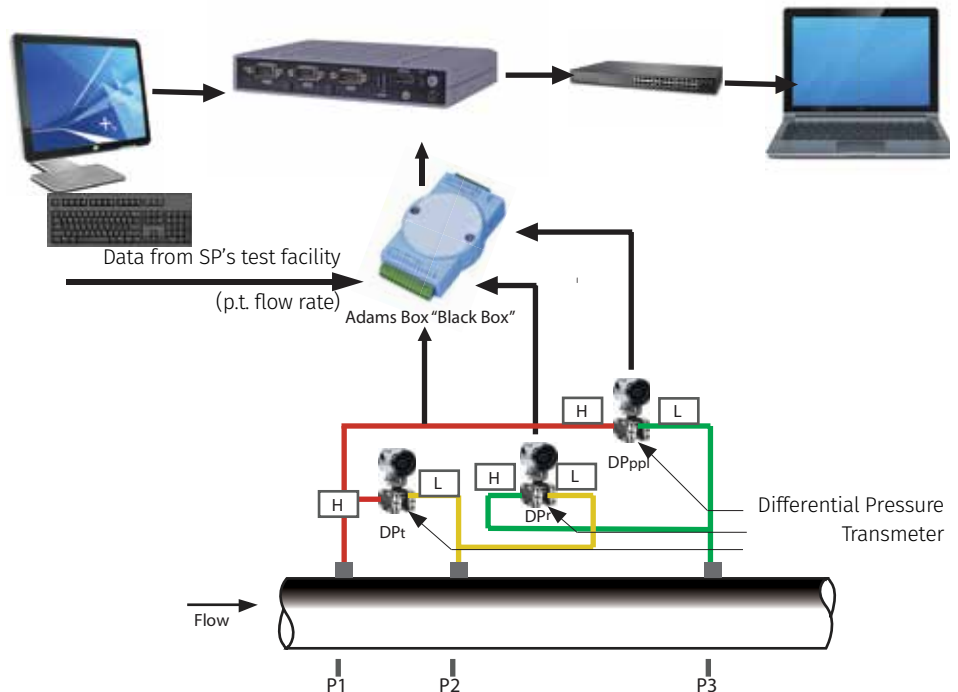 Data from SP's test facility
(p.t. flow rate)
Adams Box "Black Box"
H
L
DPppl
H
L
DPt
H
L
DPr
Differential Pressure
Transmeter
Flow
P1
P2
P3